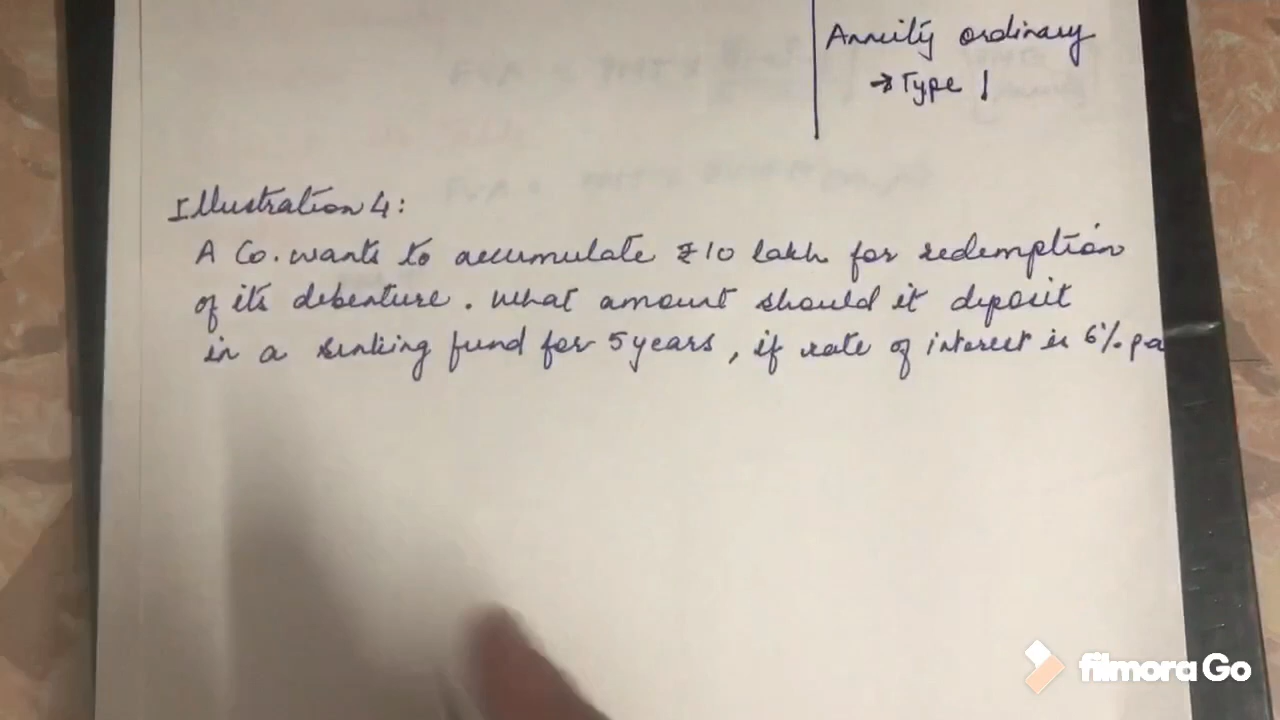 Annuity ordinary
→ Type 1
Illustration 4:
A Co. wants to accumulate ₹10 lakh for redemption
of its debenture. What amount should it deposit
in a sinking fund for 5 years, if rate of interest is 6% pa
filmora Go